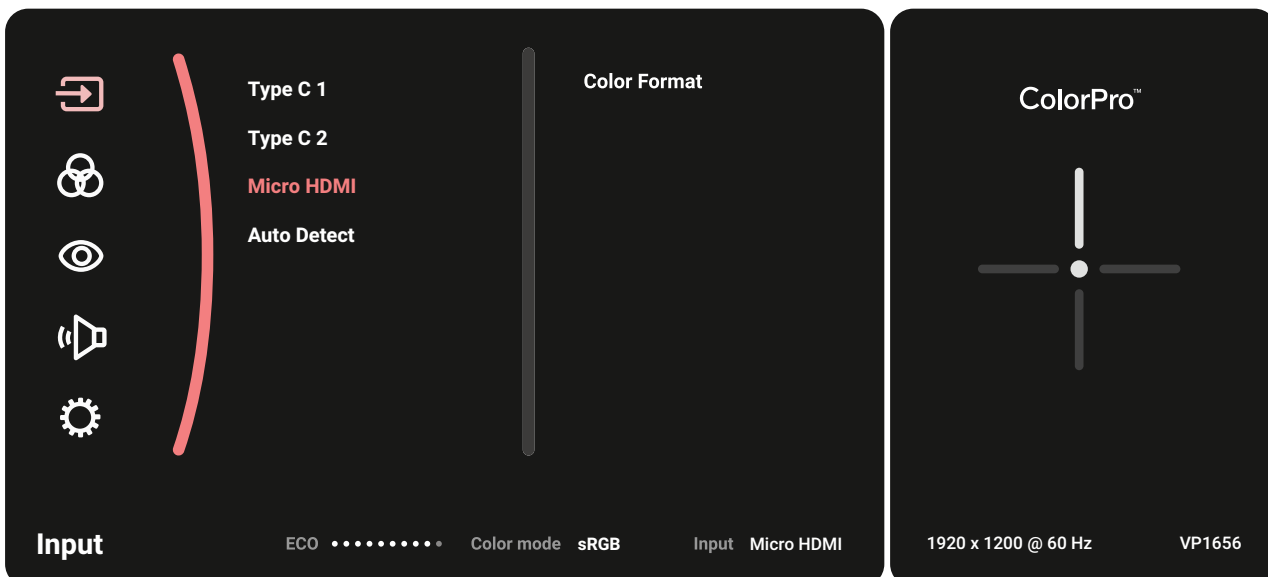 Type C 1
Type C 2
Micro HDMI
Auto Detect
Color Format
Input
ECO
Color mode sRGB
Input Micro HDMI
ColorPro™
1920 x 1200 @ 60 Hz
VP1656